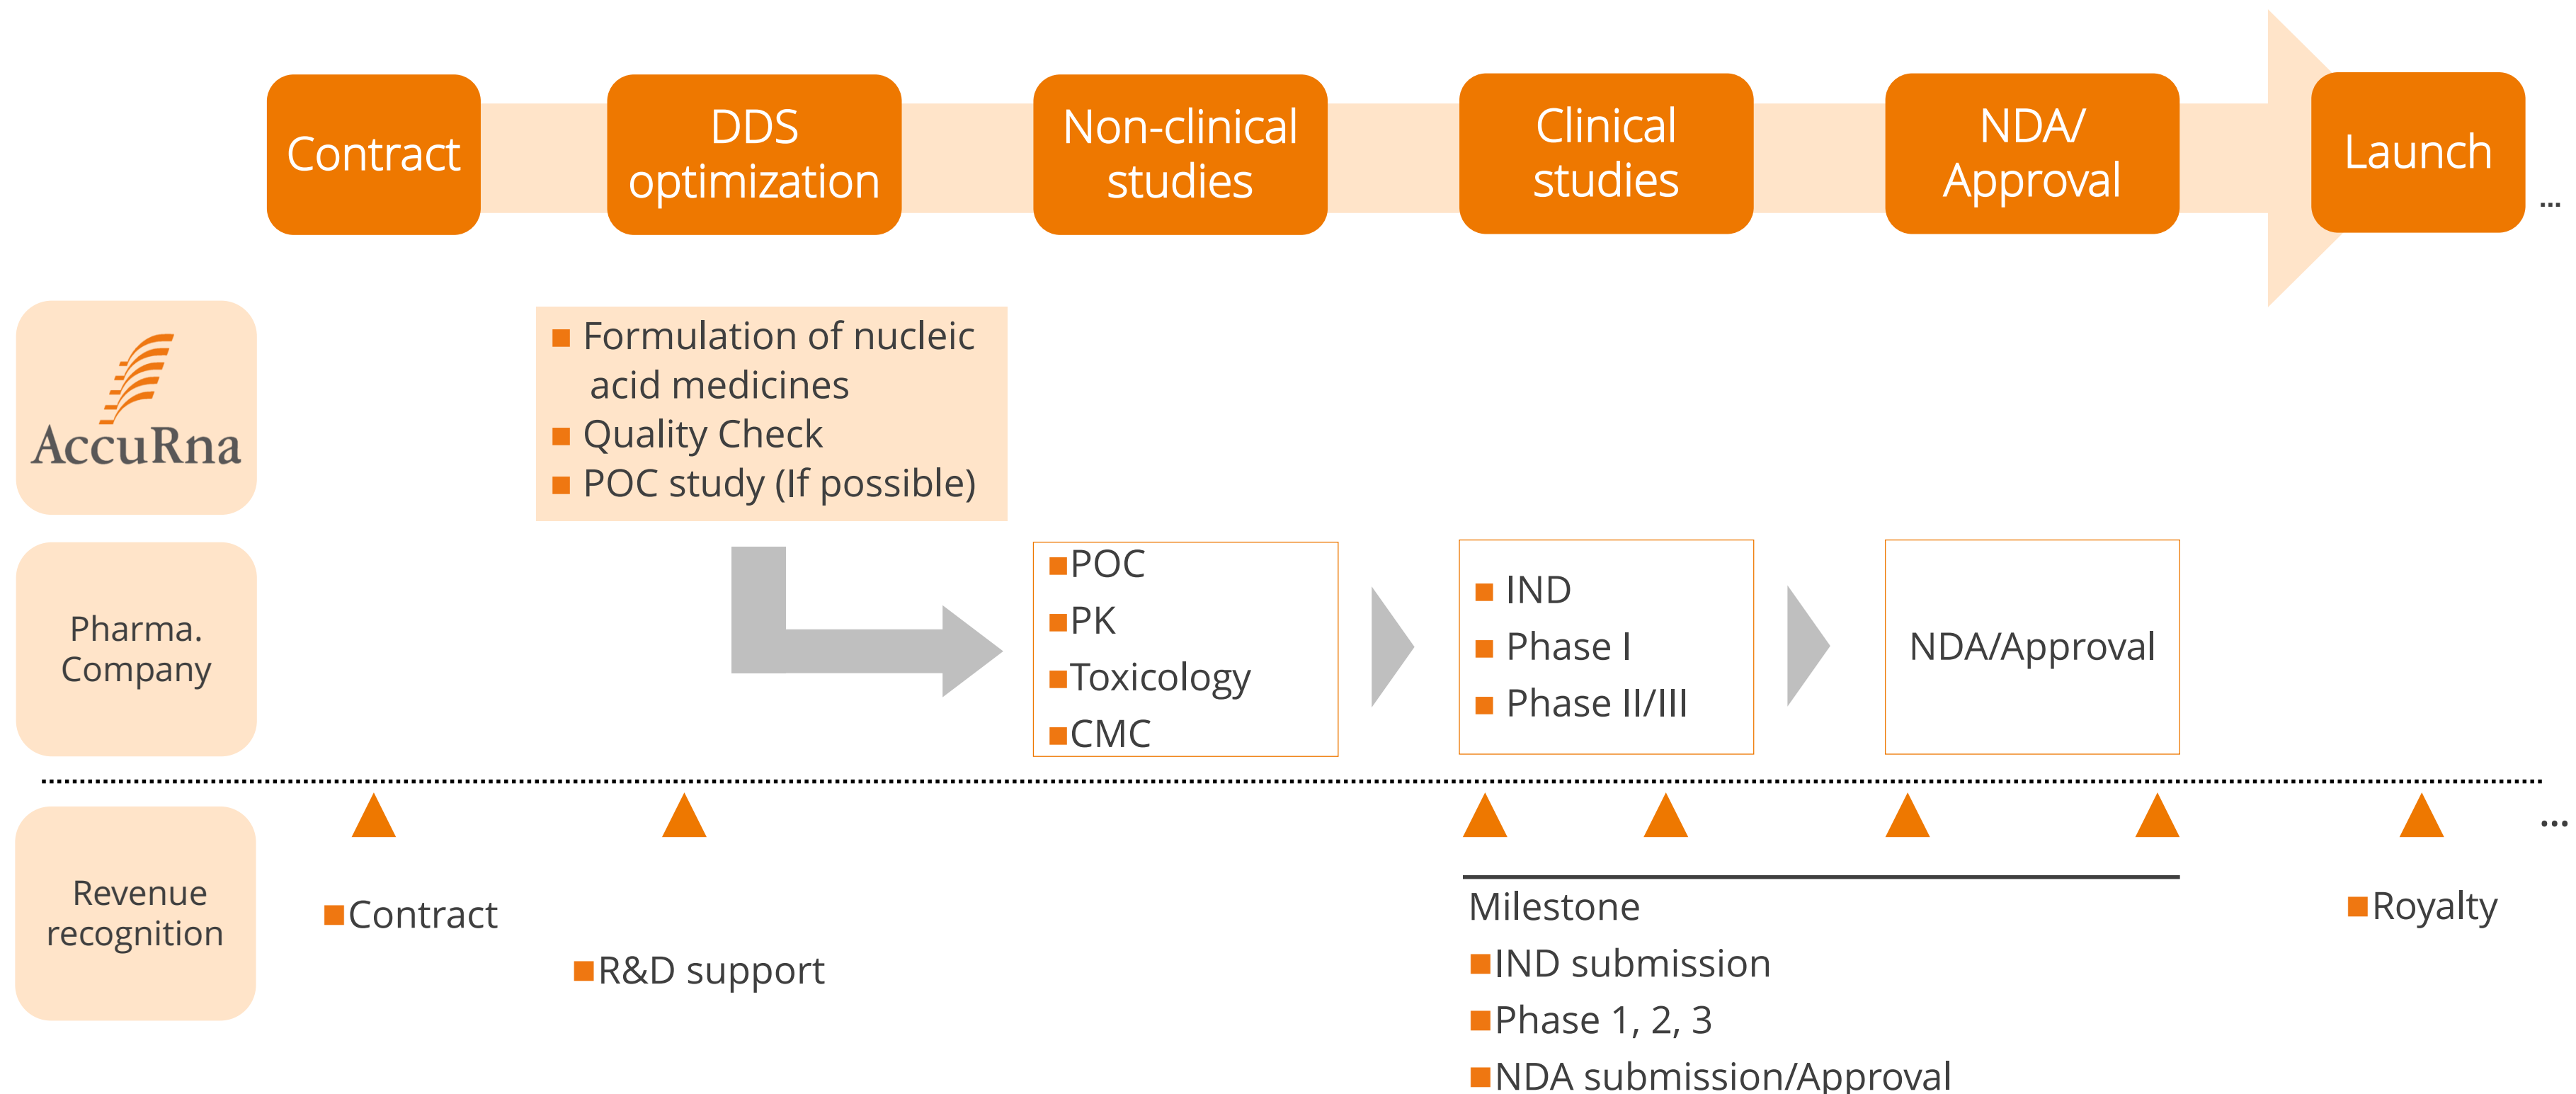 Contract
DDS
optimization
Non-clinical
studies
Clinical
studies
NDA/
Approval
Launch
...
AccuRna
■ Formulation of nucleic
acid medicines
■ Quality Check
■ POC study (If possible)
Pharma.
Company
■POC
■PK
■Toxicology
■CMC
■ IND
■ Phase I
■ Phase II/III
NDA/Approval
Revenue
recognition
■Contract
■R&D support
Milestone
■IND submission
■Phase 1, 2, 3
■NDA submission/Approval
■Royalty
...